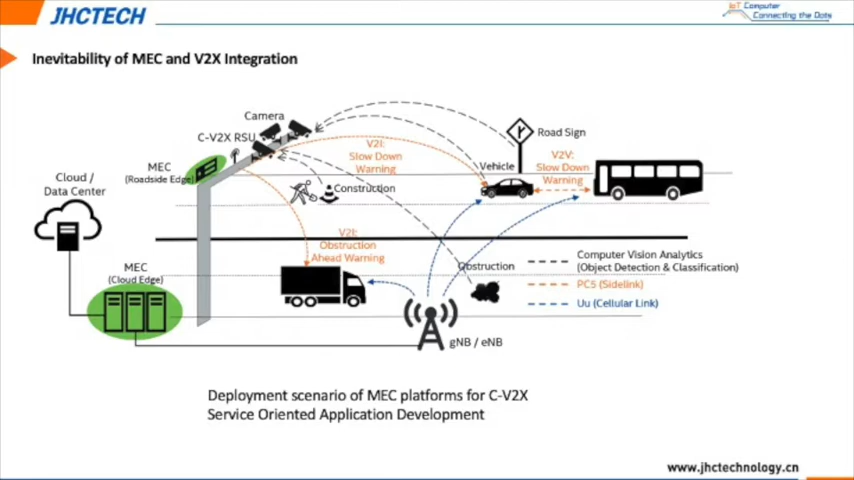 JHCTECH
IoT Computer
Connecting the Data
Inevitability of MEC and V2X Integration
Camera
C-V2X RSU
MEC
(Roadside Edge)
Cloud /
Data Center
MEC
(Cloud Edge)
V2I:
Slow Down
Warning
Construction
V2I:
Obstruction
Ahead Warning
Road Sign
Vehicle
V2V:
Slow Down
Warning
Obstruction
gNB / eNB
Computer Vision Analytics
(Object Detection & Classification)
PC5 (Sidelink)
Uu (Cellular Link)
Deployment scenario of MEC platforms for C-V2X
Service Oriented Application Development
www.jhctechnology.cn